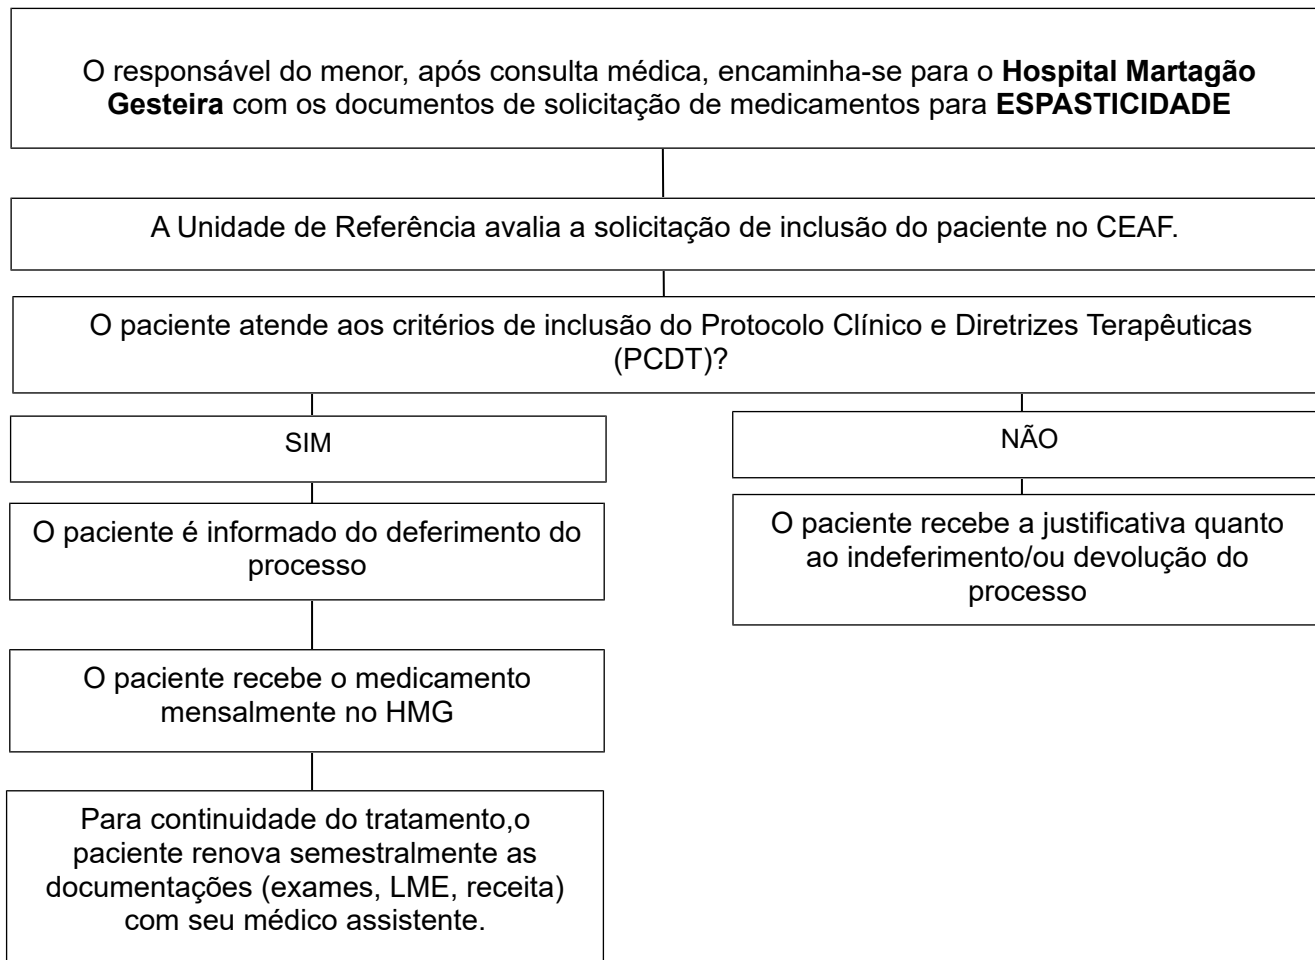 O responsável do menor, após consulta médica, encaminha-se para o Hospital Martagão
Gesteira com os documentos de solicitação de medicamentos para ESPASTICIDADE
A Unidade de Referência avalia a solicitação de inclusão do paciente no CEAF.
O paciente atende aos critérios de inclusão do Protocolo Clínico e Diretrizes Terapêuticas
(PCDT)?
SIM
O paciente é informado do deferimento do
processo
O paciente recebe o medicamento
mensalmente no HMG
Para continuidade do tratamento,o
paciente renova semestralmente as
documentações (exames, LME, receita)
com seu médico assistente.
NÃO
O paciente recebe a justificativa quanto
ao indeferimento/ou devolução do
processo